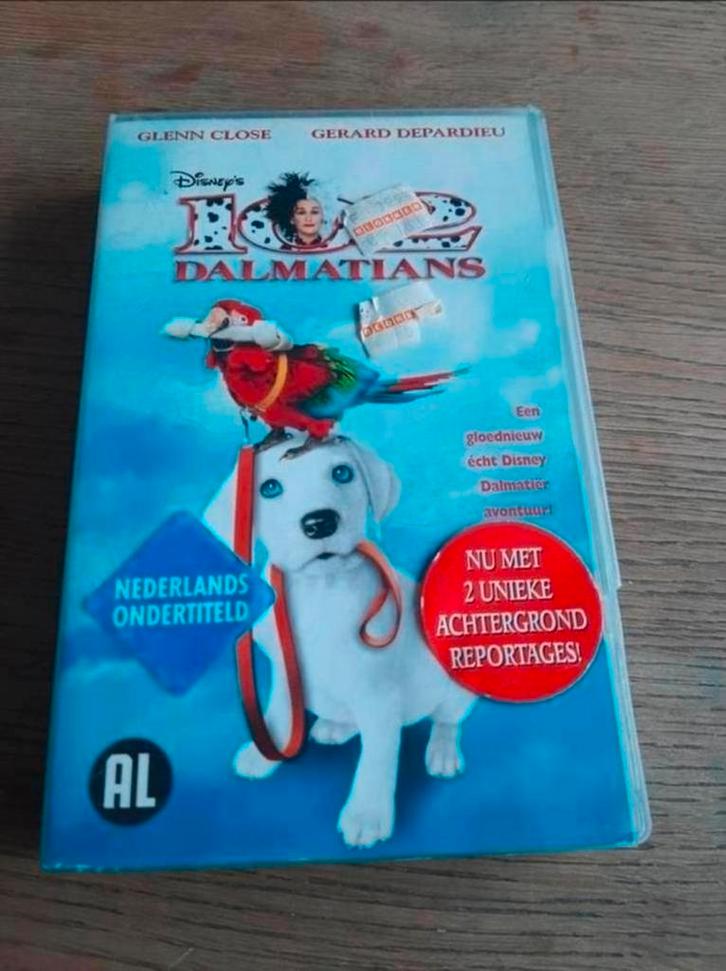 GLENN CLOSE GERARD DEPARDIEU
DISNEY'S
102
DALMATIANS
Een
gloednieuw
écht Disney
Dalmatiër
avontuur!
NU MET
2 UNIEKE
ACHTERGROND
REPORTAGES!
NEDERLANDS
ONDERTITELD
AL